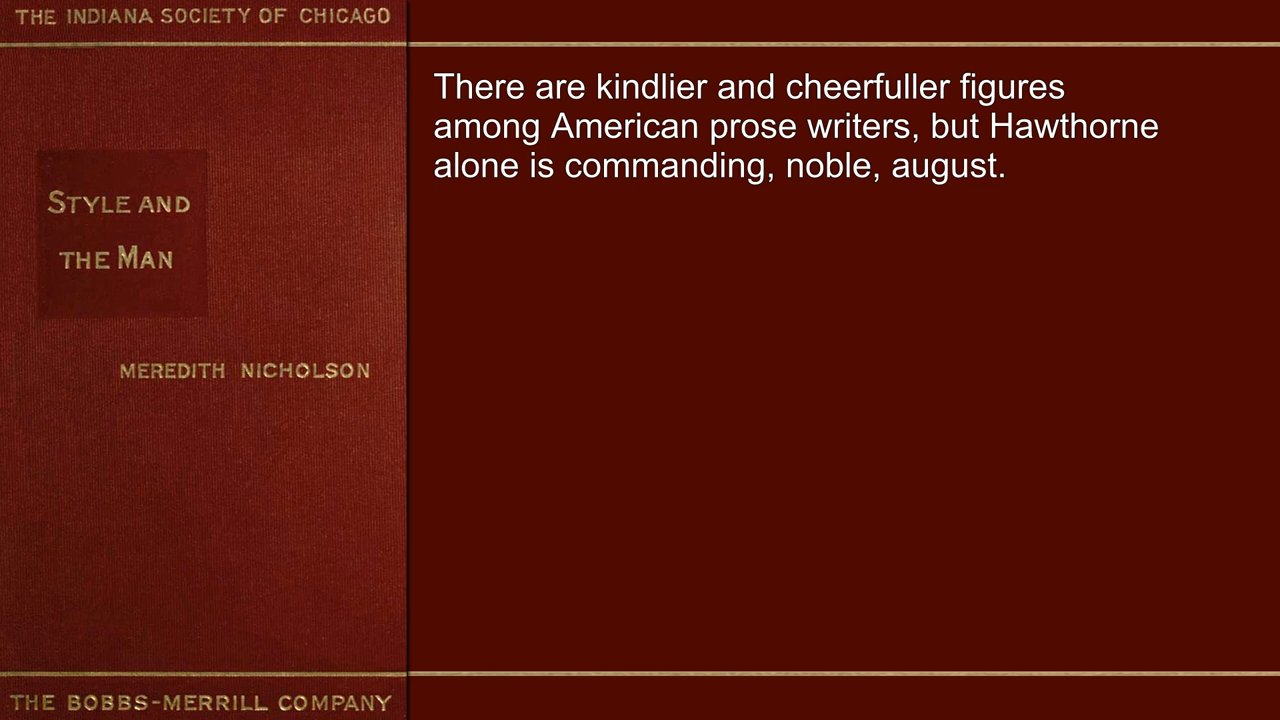 THE INDIANA SOCIETY OF CHICAGO
STYLE AND
THE MAN
MEREDITH NICHOLSON
THE BOBBS-MERRILL COMPANY
There are kindlier and cheerfuller figures
among American prose writers, but Hawthorne
alone is commanding, noble, august.